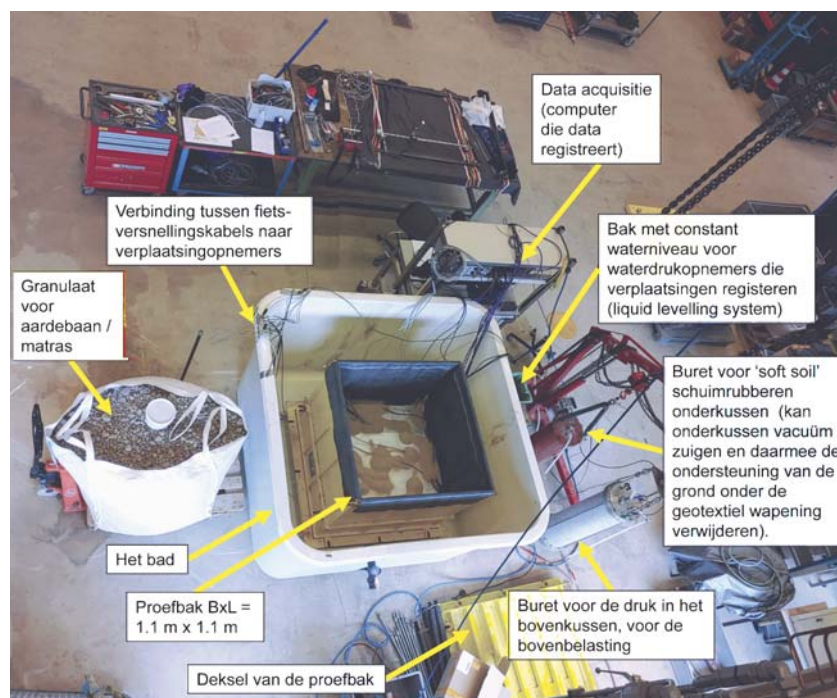 Data acquisitie
(computer
die data
registreert)
Verbinding tussen fiets-
versnellingskabels naar
verplaatsingopnemers
Bak met constant
waterniveau voor
waterdrukopnemers die
verplaatsingen registeren
(liquid levelling system)
Granulaat
voor
aardebaan /
matras
Buret voor ‘soft soil’
schuimrubberen
onderkussen (kan
onderkussen vacuüm
zuigen en daarmee de
ondersteuning van de
grond onder de
geotextiel wapening
verwijderen).
Het bad
Proefbak BxL =
1.1 m x 1.1 m
Buret voor de druk in het
bovenkussen, voor de
bovenbelasting
Deksel van de proefbak